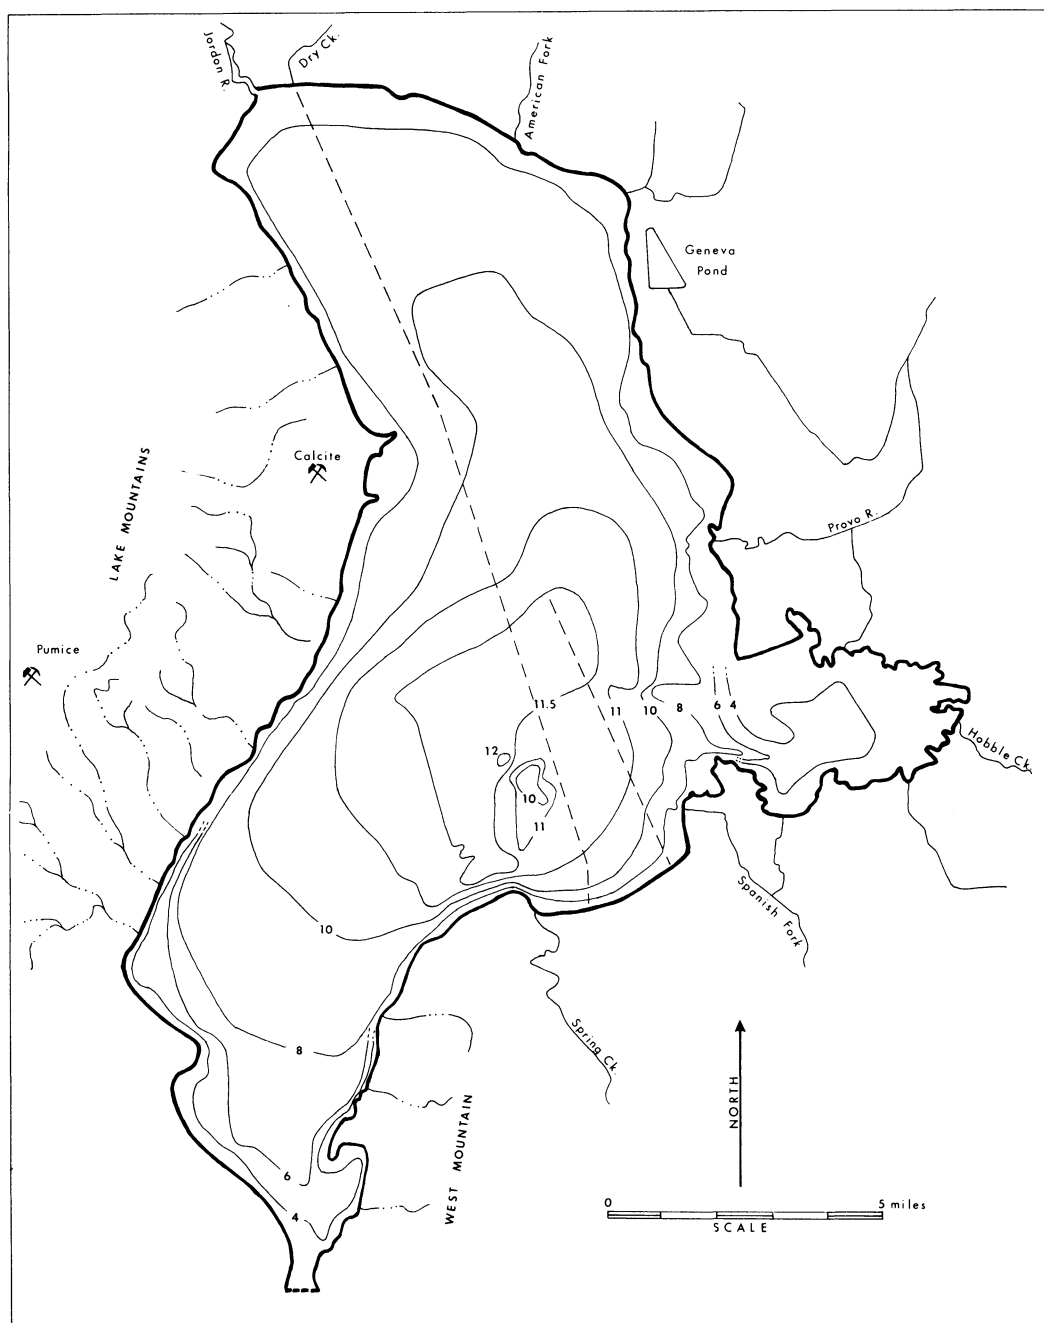 Jordon R.
Dry Ck.
American Fork
Geneva
Pond
Calcite
LAKE MOUNTAINS
Provo R.
Pumice
11.5
11
10
8
6
4
12
10
11
Hobble Ck.
Spanish Fork
10
Spring Ck.
8
NORTH
WEST MOUNTAIN
6
4
0
5 miles
SCALE